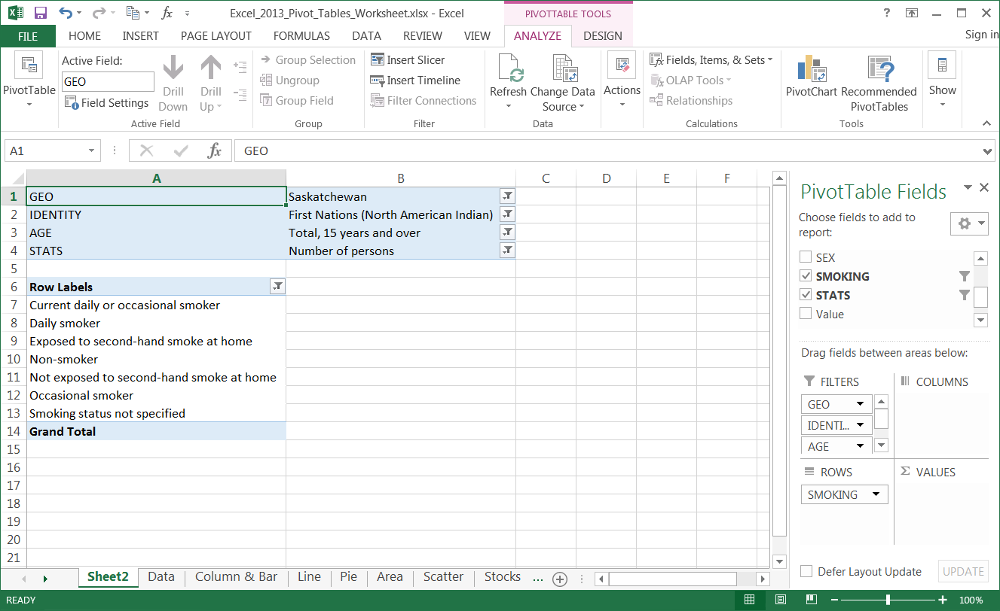 Excel_2013_Pivot_Tables_Worksheet.xlsx - Excel
PIVOTTABLE TOOLS
?
FILE HOME INSERT PAGE LAYOUT FORMULAS DATA REVIEW VIEW ANALYZE DESIGN
Sign in
PivotTable
Active Field:
GEO
Field Settings
Drill Down
Drill Up
Active Field
Group Selection
Ungroup
Group Field
Group
Insert Slicer
Insert Timeline
Filter Connections
Filter
Refresh
Change Data Source
Data
Actions
Fields, Items, & Sets
OLAP Tools
Relationships
Calculations
PivotChart
Recommended PivotTables
Tools
Show
A1
fx
GEO
A B C D E F
1 GEO Saskatchewan
2 IDENTITY First Nations (North American Indian)
3 AGE Total, 15 years and over
4 STATS Number of persons
5
6 Row Labels
7 Current daily or occasional smoker
8 Daily smoker
9 Exposed to second-hand smoke at home
10 Non-smoker
11 Not exposed to second-hand smoke at home
12 Occasional smoker
13 Smoking status not specified
14 Grand Total
15
16
17
18
19
20
21
PivotTable Fields
Choose fields to add to
report:
SEX
SMOKING
STATS
Value
Drag fields between areas below:
FILTERS
GEO
IDENTI...
AGE
COLUMNS
ROWS
SMOKING
Σ VALUES
Defer Layout Update
UPDATE
Sheet2 Data Column & Bar Line Pie Area Scatter Stocks ...
READY
100%